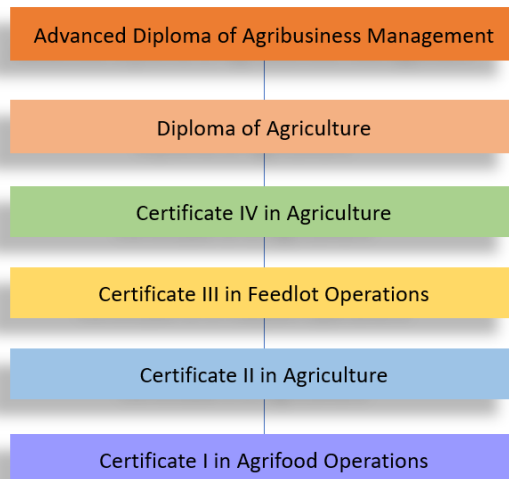 Advanced Diploma of Agribusiness Management
Diploma of Agriculture
Certificate IV in Agriculture
Certificate III in Feedlot Operations
Certificate II in Agriculture
Certificate I in Agrifood Operations